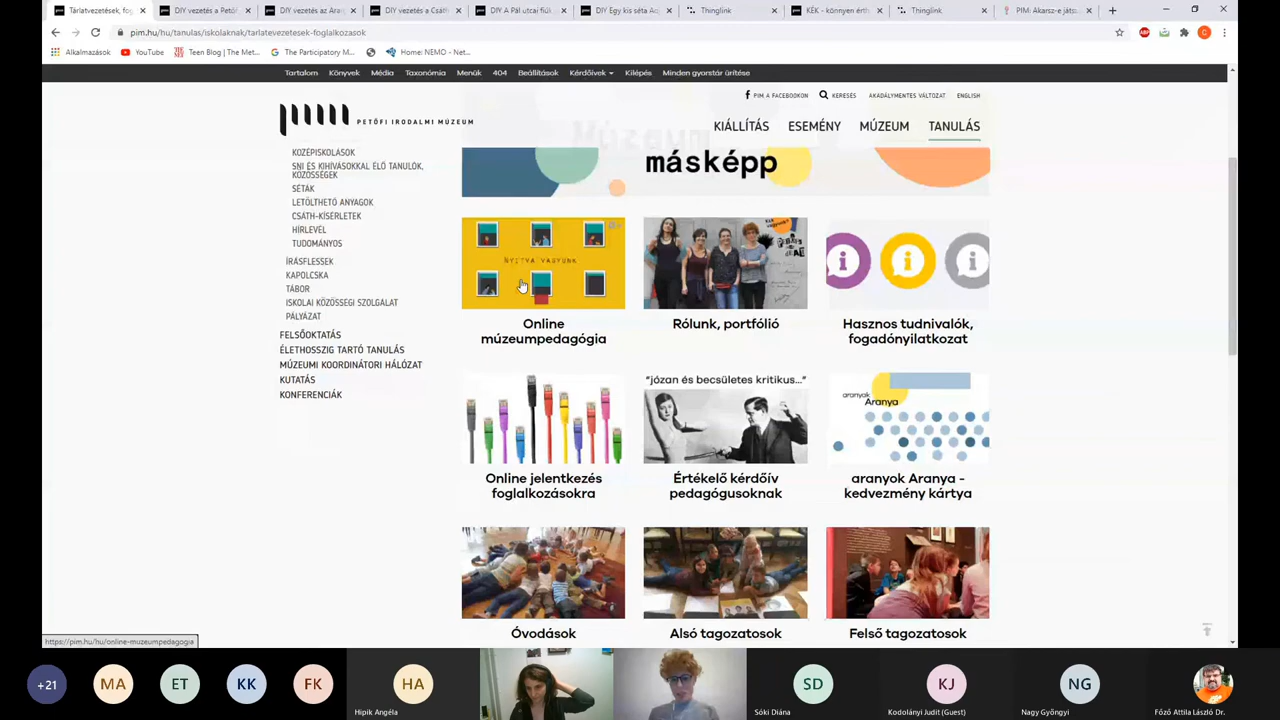 Tárlatvezetések, fog
DIY vezetés a Petőf
DIY vezetés az Aran
DIY vezetés a Csáth
DIY A Pál utcai fiúk
DIY Egy kis séta Ac
Thinglink
KÉK - könnyen érth
Thinglink
PIM: Akarsz-e játs
pim.hu/hu/tanulas/iskolaknak/tarlatevezetesek-foglalkozasok
Alkalmazások
YouTube
Teen Blog | The Met...
The Participatory M...
Home: NEMO - Net...
Tartalom Könyvek Média Taxonómia Menük 404 Beállítások Kérdőívek Kilépés Minden gyorstár ürítése
PIM A FACEBOOKON KERESÉS AKADÁLYMENTES VÁLTOZAT ENGLISH
PETŐFI IRODALMI MÚZEUM
KIÁLLÍTÁS ESEMÉNY MÚZEUM TANULÁS
Múzeum
másképp
KÖZÉPISKOLÁSOK
SNI ÉS KIHÍVÁSOKKAL ÉLŐ TANULÓK,
KÖZÖSSÉGEK
SÉTÁK
LETÖLTHETŐ ANYAGOK
CSÁTH-KÍSÉRLETEK
HÍRLEVÉL
TUDOMÁNYOS
ÍRÁSFLESSEK
KAPOLCSKA
TÁBOR
ISKOLAI KÖZÖSSÉGI SZOLGÁLAT
PÁLYÁZAT
FELSŐOKTATÁS
ÉLETHOSSZIG TARTÓ TANULÁS
MÚZEUMI KOORDINÁTORI HÁLÓZAT
KUTATÁS
KONFERENCIÁK
NYITVA VAGYUNK
Online
múzeumpedagógia
Rólunk, portfólió
Hasznos tudnivalók,
fogadónyilatkozat
"józan és becsületes kritikus..."
aranyok
Aranya
Online jelentkezés
foglalkozásokra
Értékelő kérdőív
pedagógusoknak
aranyok Aranya -
kedvezmény kártya
Óvodások
Alsó tagozatosok
Felső tagozatosok
https://pim.hu/hu/online-muzeumpedagogia
+21
MA
ET
KK
FK
HA
Hipik Angéla
SD
Sóki Diána
KJ
Kodolányi Judit (Guest)
NG
Nagy Gyöngyi
Főző Attila László Dr.